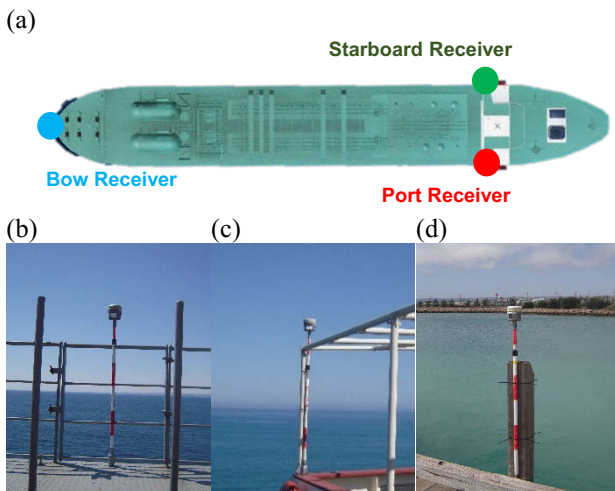 (a)
Starboard Receiver
Bow Receiver
Port Receiver
(b)
(c)
(d)